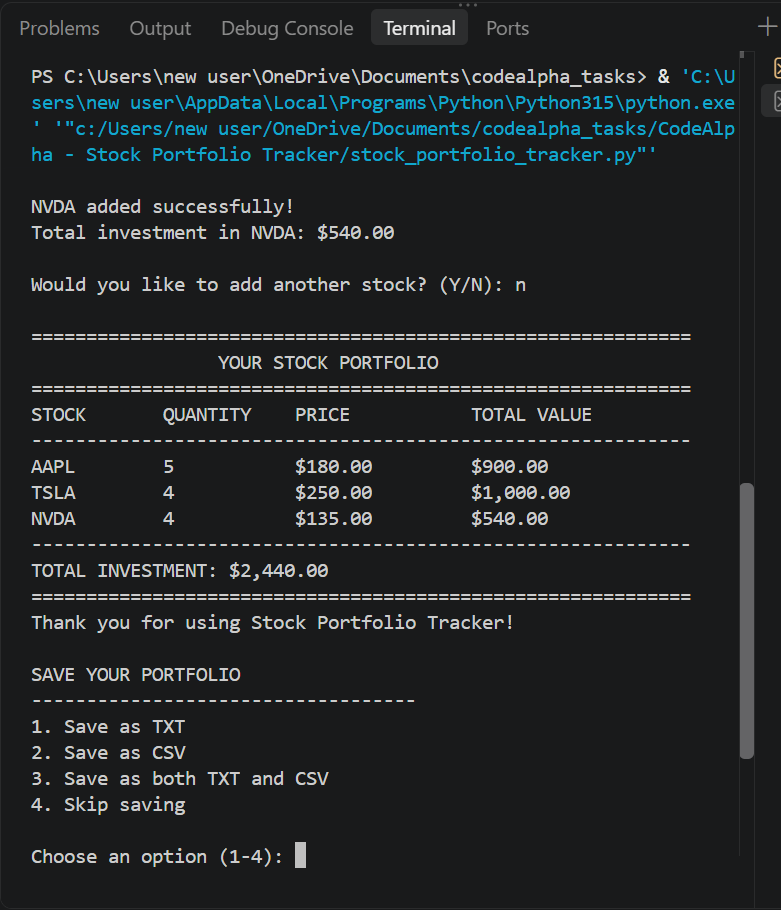 Problems Output Debug Console Terminal Ports
PS C:\Users\new user\OneDrive\Documents\codealpha_tasks> & 'C:\U
sers\new user\AppData\Local\Programs\Python\Python315\python.exe
' '"c:/Users/new user/OneDrive/Documents/codealpha_tasks/CodeAlp
ha - Stock Portfolio Tracker/stock_portfolio_tracker.py"'
NVDA added successfully!
Total investment in NVDA: $540.00
Would you like to add another stock? (Y/N): n
============================================================
YOUR STOCK PORTFOLIO
============================================================
STOCK QUANTITY PRICE TOTAL VALUE
------------------------------------------------------------
AAPL 5 $180.00 $900.00
TSLA 4 $250.00 $1,000.00
NVDA 4 $135.00 $540.00
------------------------------------------------------------
TOTAL INVESTMENT: $2,440.00
============================================================
Thank you for using Stock Portfolio Tracker!
SAVE YOUR PORTFOLIO
-----------------------------------
1. Save as TXT
2. Save as CSV
3. Save as both TXT and CSV
4. Skip saving
Choose an option (1-4):